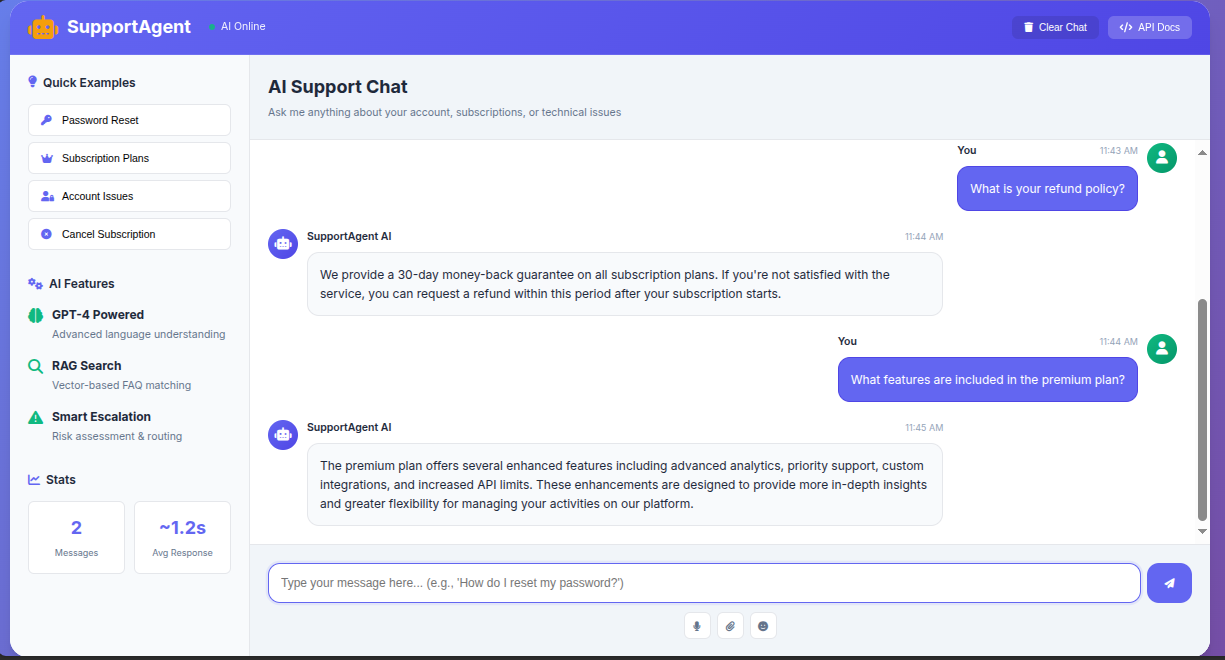 SupportAgent
AI Online
Clear Chat
API Docs
Quick Examples
Password Reset
Subscription Plans
Account Issues
Cancel Subscription
AI Features
GPT-4 Powered
Advanced language understanding
RAG Search
Vector-based FAQ matching
Smart Escalation
Risk assessment & routing
Stats
2
Messages
~1.2s
Avg Response
AI Support Chat
Ask me anything about your account, subscriptions, or technical issues
You
11:43 AM
What is your refund policy?
SupportAgent AI
11:44 AM
We provide a 30-day money-back guarantee on all subscription plans. If you're not satisfied with the
service, you can request a refund within this period after your subscription starts.
You
11:44 AM
What features are included in the premium plan?
SupportAgent AI
11:45 AM
The premium plan offers several enhanced features including advanced analytics, priority support, custom
integrations, and increased API limits. These enhancements are designed to provide more in-depth insights
and greater flexibility for managing your activities on our platform.
Type your message here... (e.g., 'How do I reset my password?')